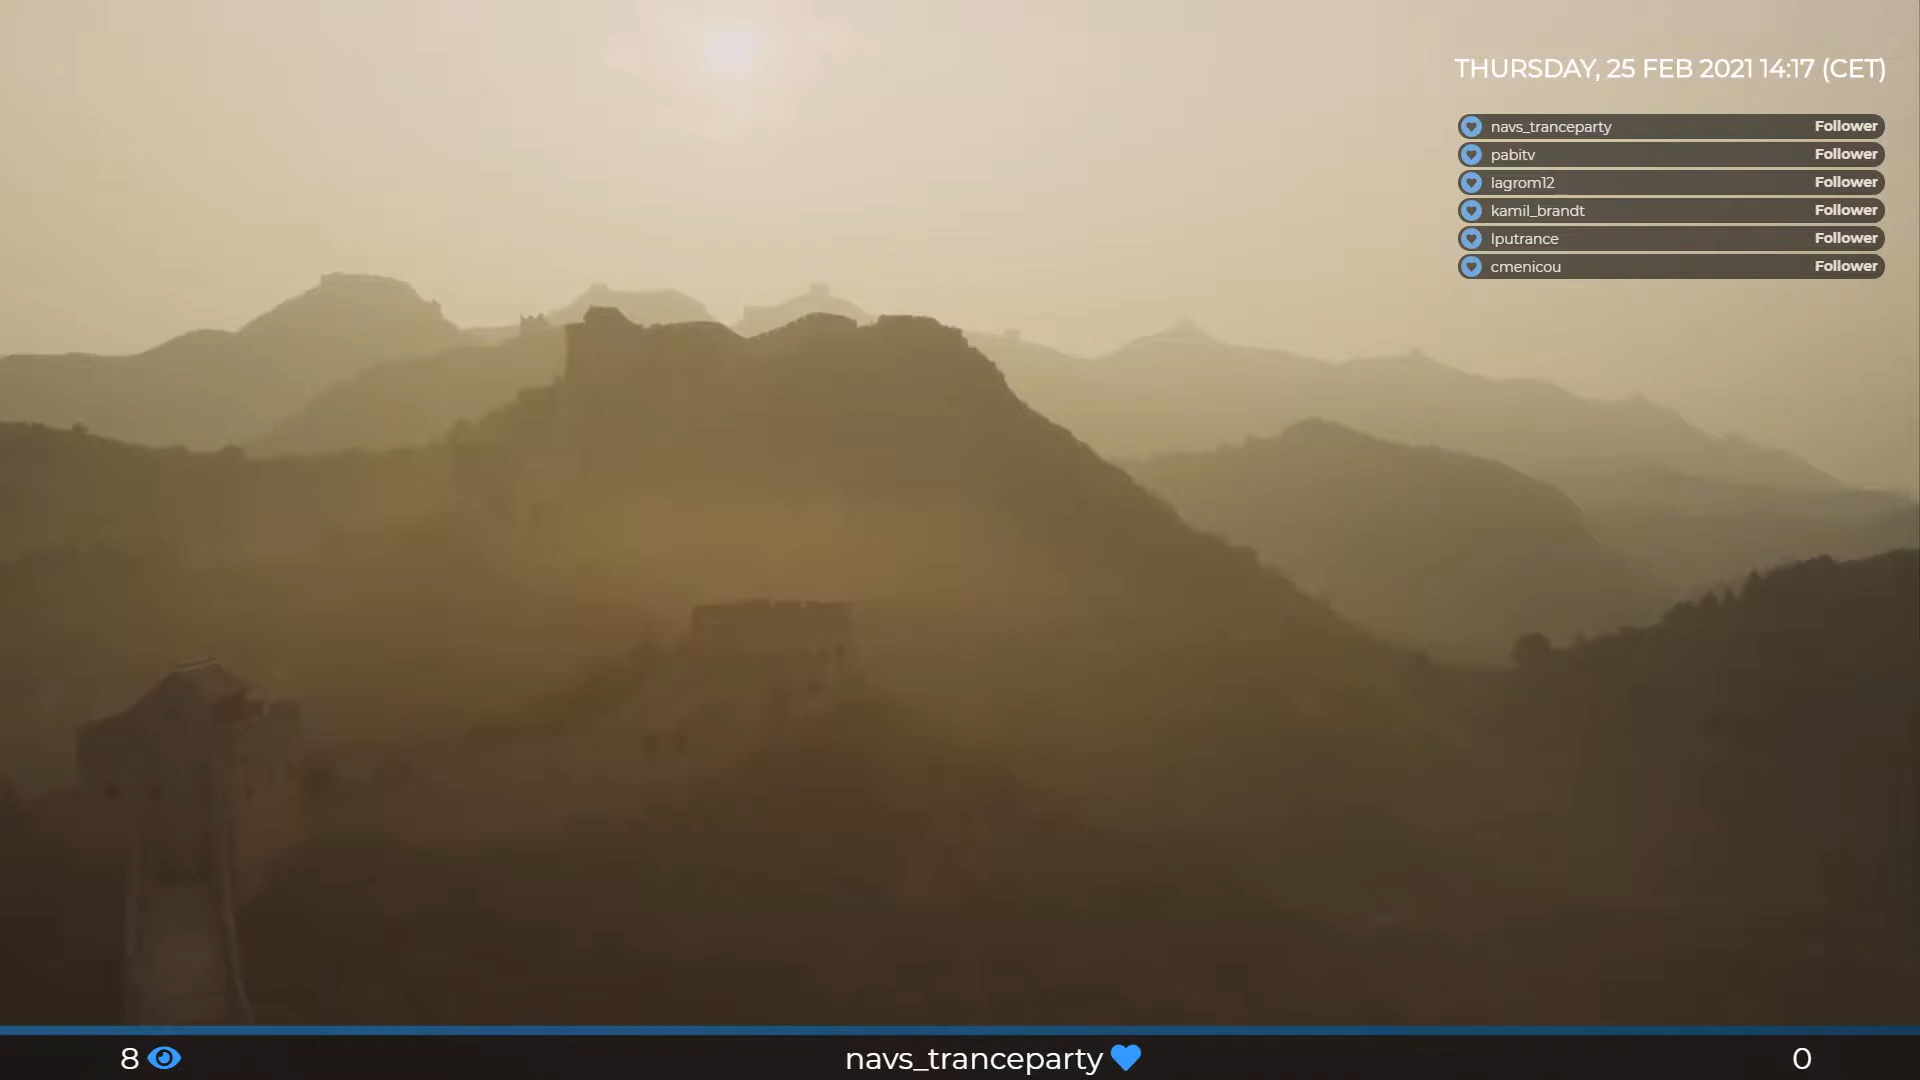 THURSDAY, 25 FEB 2021 14:17 (CET)
navs_tranceparty Follower
pabitv Follower
lagrom12 Follower
kamil_brandt Follower
lputrance Follower
cmenicou Follower
8
navs_tranceparty
0